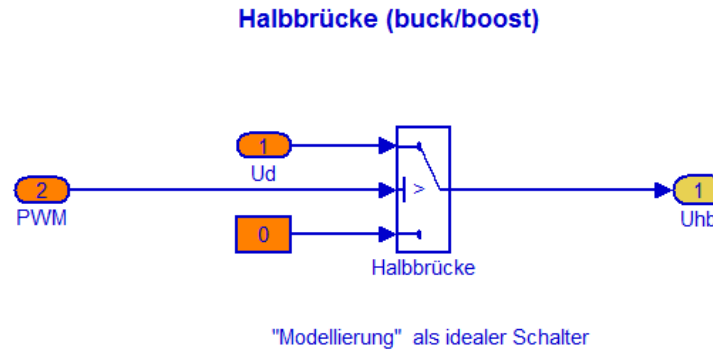 Halbbrücke (buck/boost)
1
Ud
2
PWM
>
1
Uhb
0
Halbbrücke
"Modellierung" als idealer Schalter